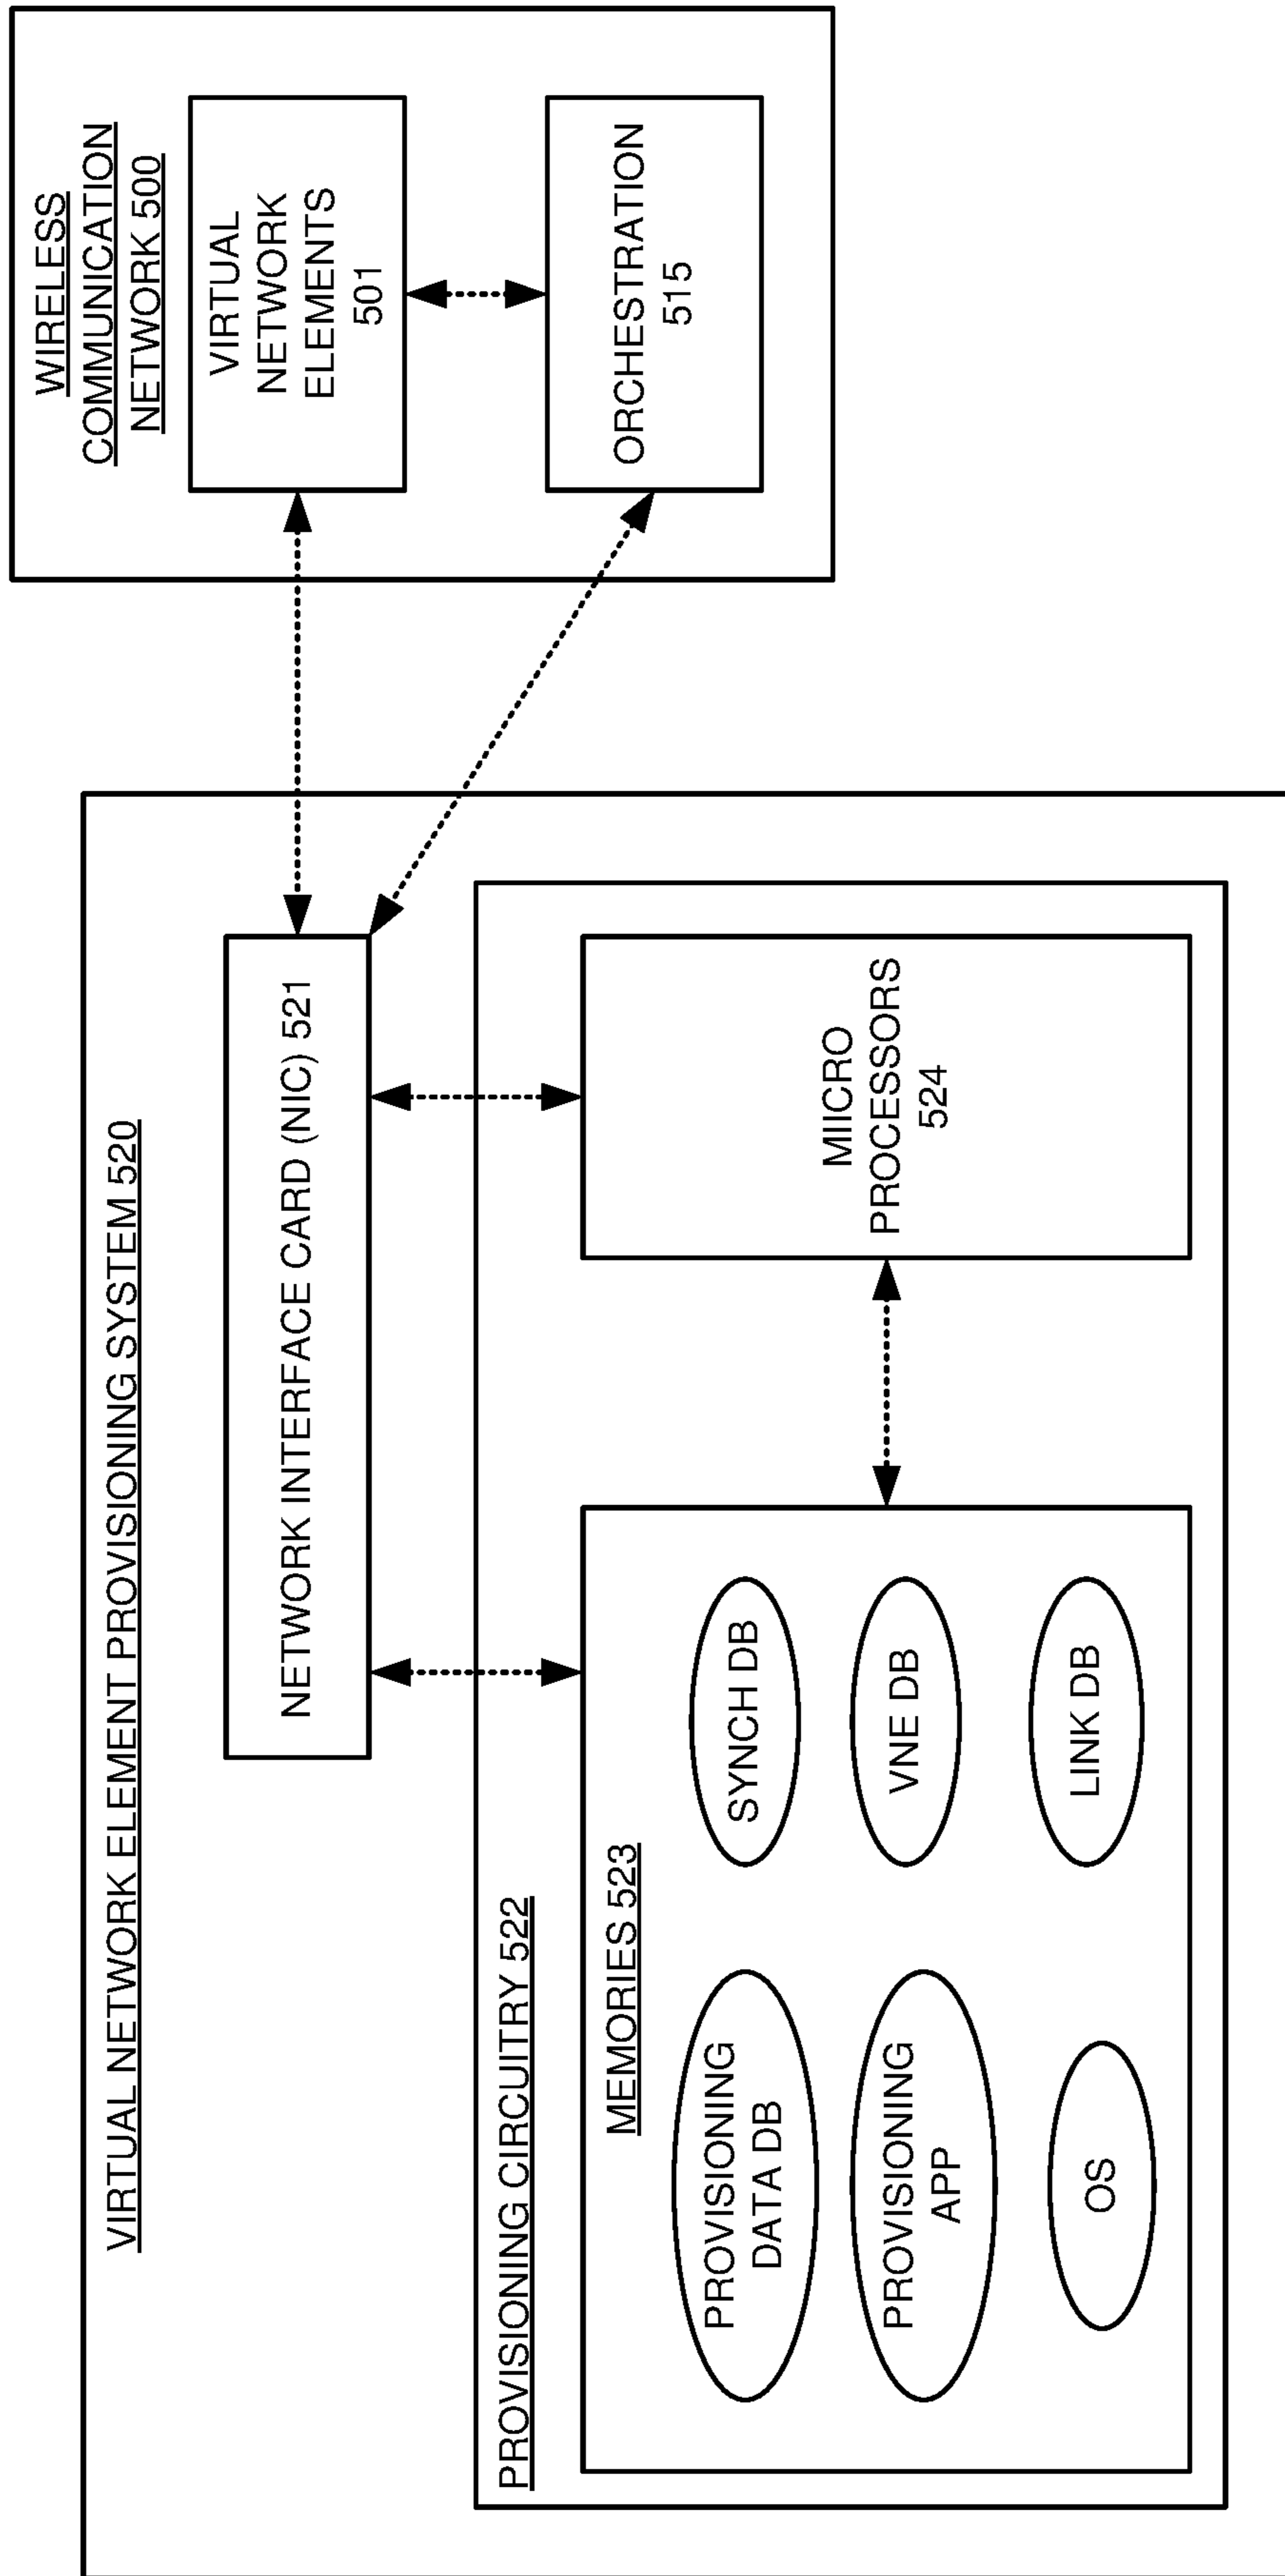 VIRTUAL NETWORK ELEMENT PROVISIONING SYSTEM 520
NETWORK INTERFACE CARD (NIC) 521
PROVISIONING CIRCUITRY 522
MEMORIES 523
PROVISIONING
DATA DB
PROVISIONING
APP
OS
SYNCH DB
VNE DB
LINK DB
MIICRO
PROCESSORS
524
WIRELESS
COMMUNICATION
NETWORK 500
VIRTUAL
NETWORK
ELEMENTS
501
ORCHESTRATION
515